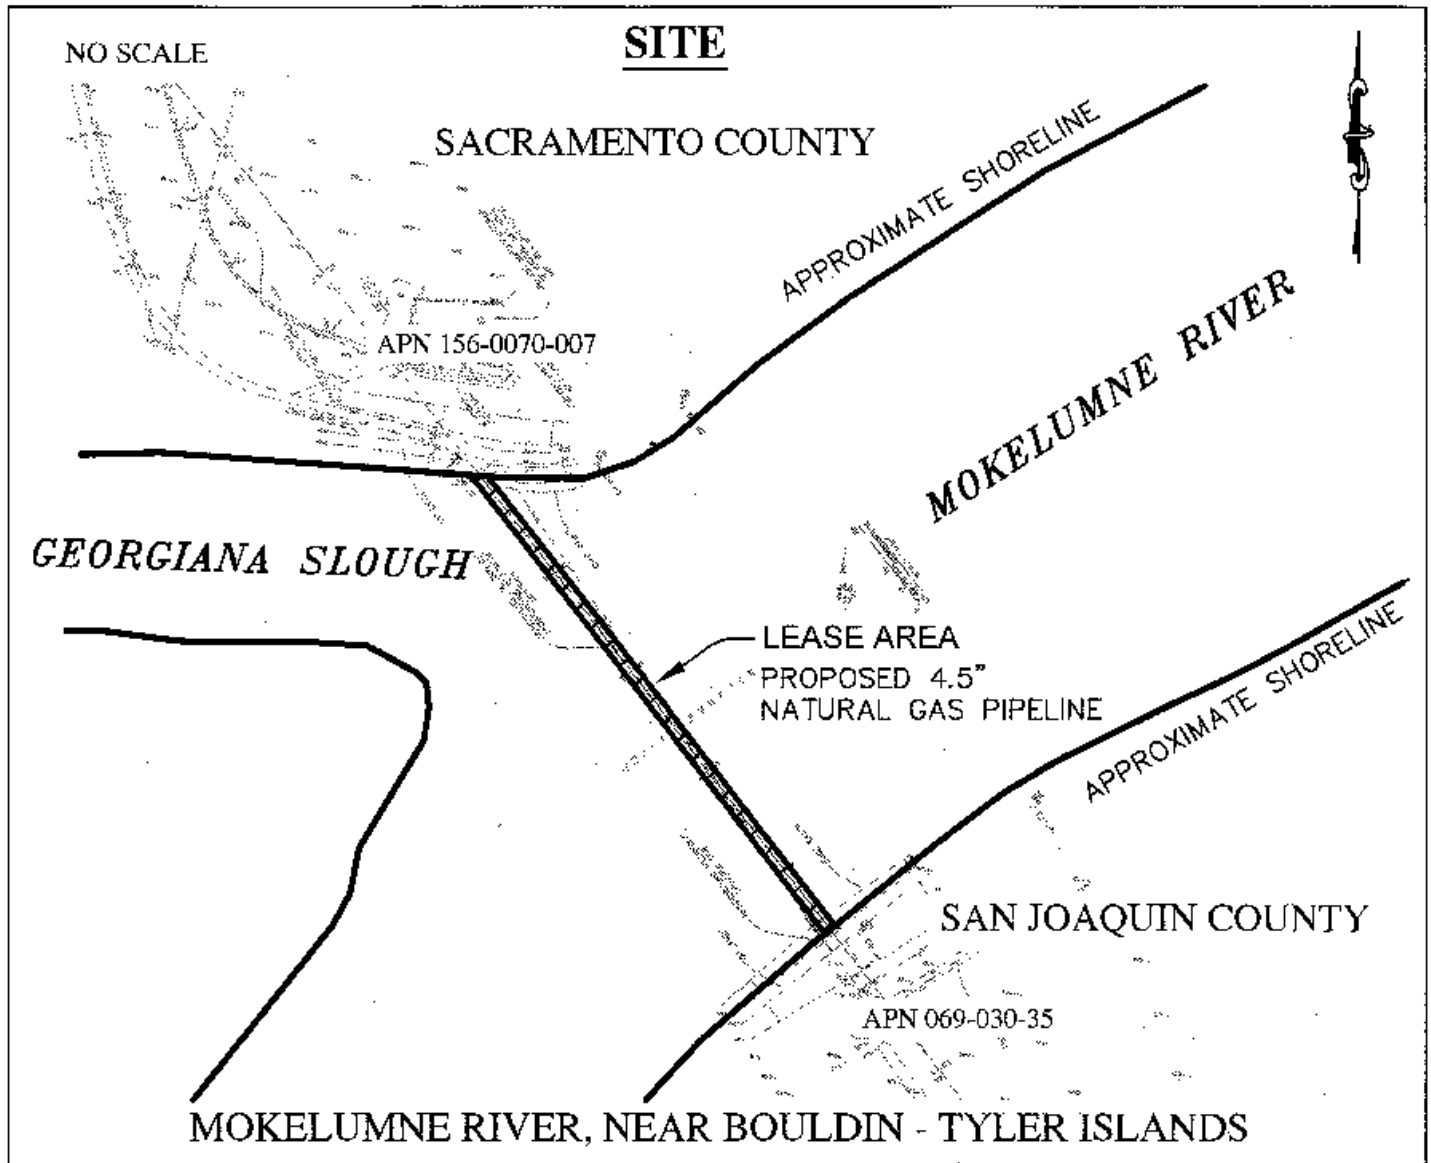 SITE
NO SCALE
SACRAMENTO COUNTY
APPROXIMATE SHORELINE
MOKELUMNE RIVER
APN 156-0070-007
GEORGIANA SLOUGH
LEASE AREA
PROPOSED 4.5"
NATURAL GAS PIPELINE
APPROXIMATE SHORELINE
SAN JOAQUIN COUNTY
APN 069-030-35
MOKELUMNE RIVER, NEAR BOULDIN - TYLER ISLANDS